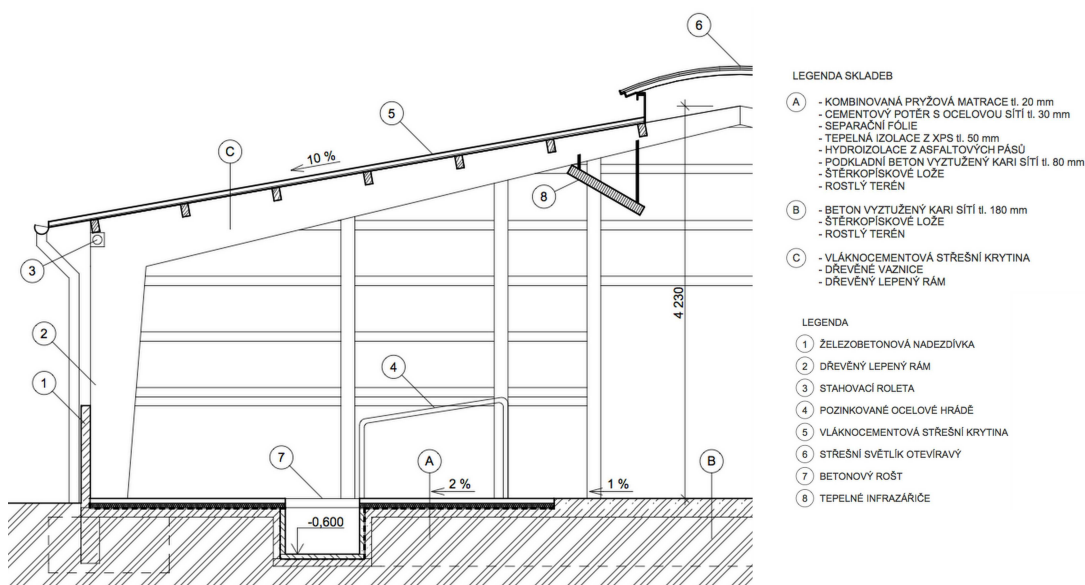 6
5
C
10 %
8
3
4 230
2
1
4
7
A
2 %
1 %
B
-0,600
LEGENDA SKLADEB
A - KOMBINOVANÁ PRYŽOVÁ MATRACE tl. 20 mm
- CEMENTOVÝ POTĚR S OCELOVOU SÍTÍ tl. 30 mm
- SEPARAČNÍ FÓLIE
- TEPELNÁ IZOLACE Z XPS tl. 50 mm
- HYDROIZOLACE Z ASFALTOVÝCH PÁSŮ
- PODKLADNÍ BETON VYZTUŽENÝ KARI SÍTÍ tl. 80 mm
- ŠTĚRKOPÍSKOVÉ LOŽE
- ROSTLÝ TERÉN
B - BETON VYZTUŽENÝ KARI SÍTÍ tl. 180 mm
- ŠTĚRKOPÍSKOVÉ LOŽE
- ROSTLÝ TERÉN
C - VLÁKNOCEMENTOVÁ STŘEŠNÍ KRYTINA
- DŘEVĚNÉ VAZNICE
- DŘEVĚNÝ LEPENÝ RÁM
LEGENDA
1 ŽELEZOBETONOVÁ NADEZDÍVKA
2 DŘEVĚNÝ LEPENÝ RÁM
3 STAHOVACÍ ROLETA
4 POZINKOVANÉ OCELOVÉ HRÁDĚ
5 VLÁKNOCEMENTOVÁ STŘEŠNÍ KRYTINA
6 STŘEŠNÍ SVĚTLÍK OTEVÍRAVÝ
7 BETONOVÝ ROŠT
8 TEPELNÉ INFRAZÁŘIČE